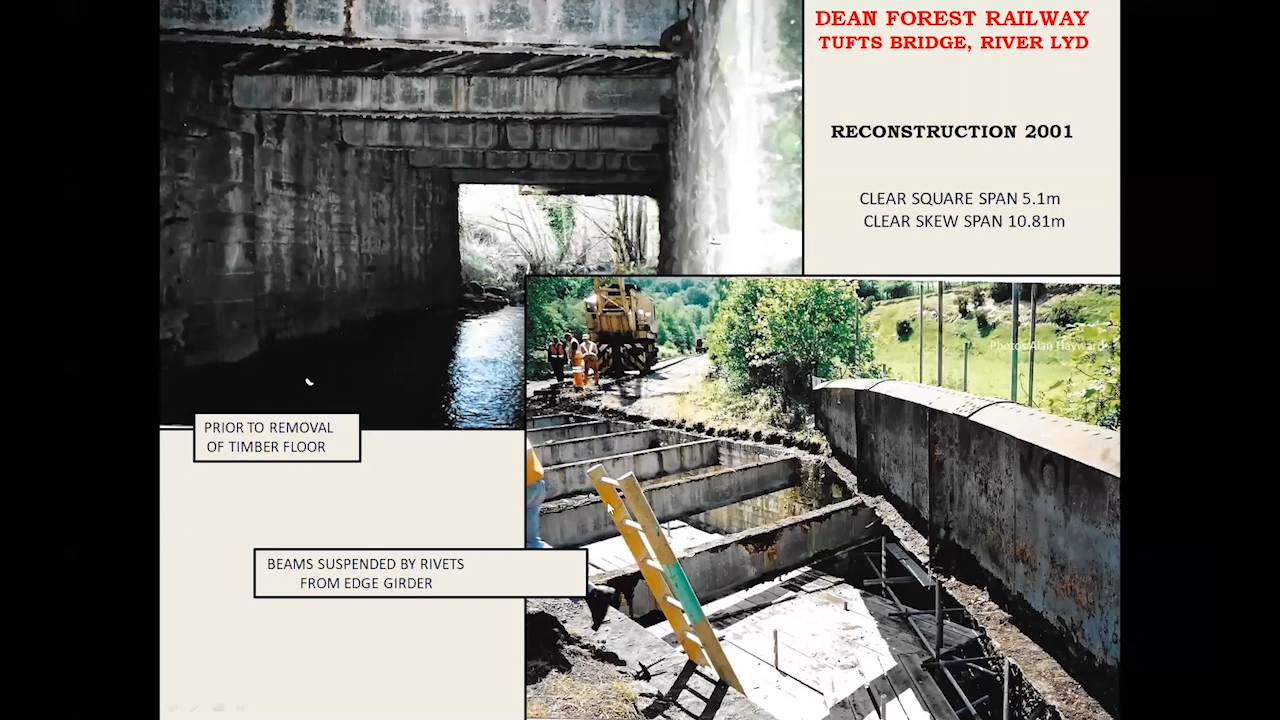 DEAN FOREST RAILWAY
TUFTS BRIDGE, RIVER LYD
RECONSTRUCTION 2001
CLEAR SQUARE SPAN 5.1m
CLEAR SKEW SPAN 10.81m
Photos Alan Hayward
PRIOR TO REMOVAL
OF TIMBER FLOOR
BEAMS SUSPENDED BY RIVETS
FROM EDGE GIRDER